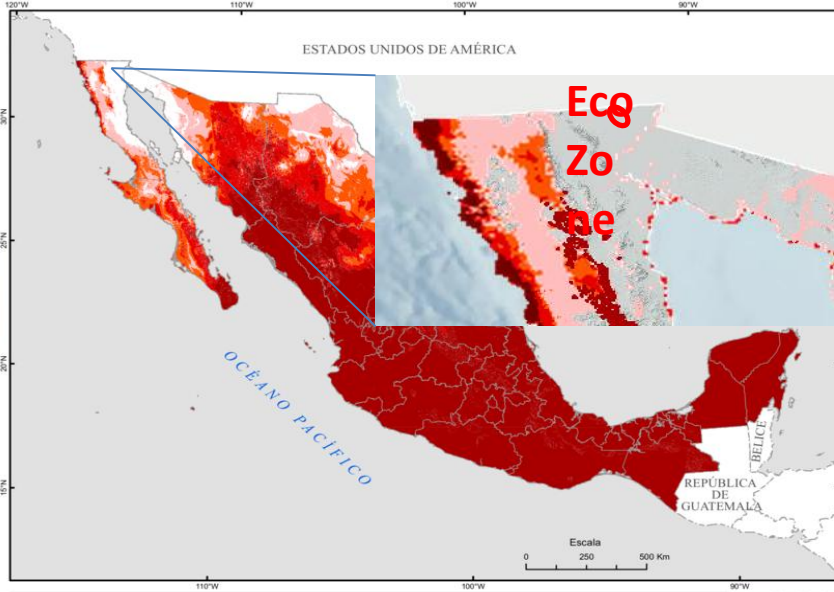 120°W
110°W
100°W
90°W
ESTADOS UNIDOS DE AMÉRICA
Eco
Zo
ne
30°N
25°N
20°N
15°N
OCÉANO PACÍFICO
BELICE
REPÚBLICA
DE
GUATEMALA
Escala
0 250 500 Km
110°W
100°W
90°W